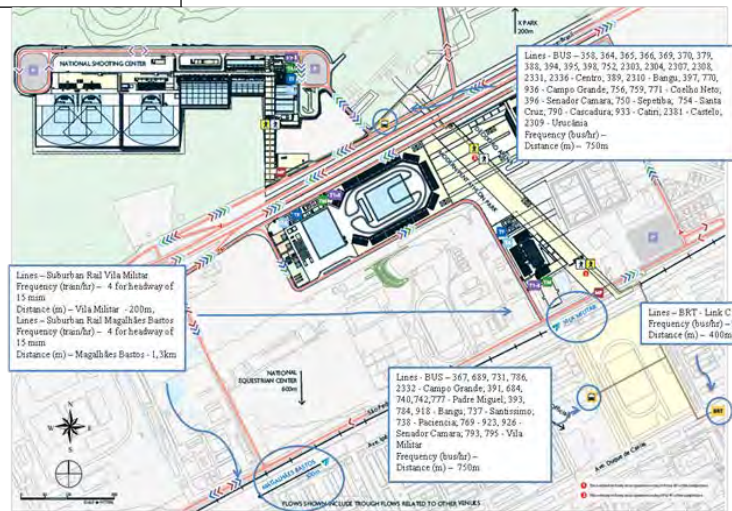 X PARK
200m
NATIONAL SHOOTING CENTER
Lines - BUS – 358, 364, 365, 366, 369, 370, 379,
383, 394, 395, 398, 752, 2303, 2304, 2307, 2308,
2331, 2336 - Centro; 389, 2310 - Bangu; 397, 770,
936 - Campo Grande; 756, 759, 771 - Coelho Neto;
396 - Senador Camara; 750 - Sepetiba; 754 - Santa
Cruz; 790 - Cascadura; 933 - Catiri; 2381 - Castelo,
2309 - Urucânia
Frequency (bus/hr) –
Distance (m) – 750m
MODERN PENTATHLON PARK
Lines – Suburban Rail Vila Militar
Frequency (train/hr) – 4 for headway of
15 mim
Distance (m) – Vila Militar - 200m,
Lines – Suburban Rail Magalhães Bastos
Frequency (train/hr) – 4 for headway of
15 mim
Distance (m) – Magalhães Bastos - 1,3km
VILA MILITAR
Lines – BRT - Link C
Frequency (bus/hr) –
Distance (m) – 400m
NATIONAL
EQUESTRIAN CENTER
600m
Lines - BUS – 367, 689, 731, 786,
2332 - Campo Grande; 391, 684,
740,742,777 - Padre Miguel; 393,
784, 918 - Bangu; 737 - Santissimo;
738 - Paciencia; 769 - 923, 926 -
Senador Camara; 793, 795 - Vila
Militar
Frequency (bus/hr) –
Distance (m) – 750m
BRT
Ave. Duque de Caxias
MAGALHÃES BASTOS
FLOWS SHOWN INCLUDE TROUGH FLOWS RELATED TO OTHER VENUES